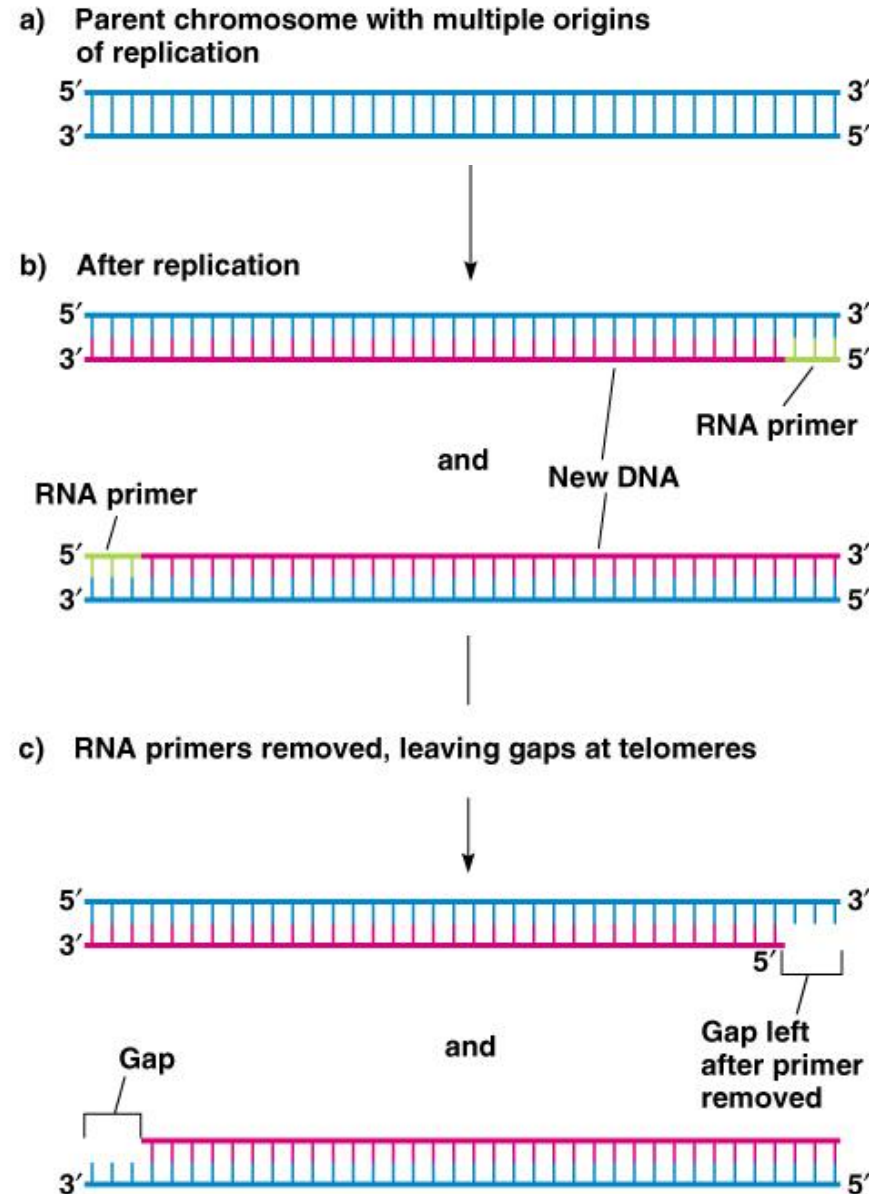 a) Parent chromosome with multiple origins
of replication
5′ 3′
3′ 5′
b) After replication
5′ 3′
3′ 5′
RNA primer
and
New DNA
RNA primer
5′ 3′
3′ 5′
c) RNA primers removed, leaving gaps at telomeres
5′ 3′
3′
5′
Gap left
after primer
removed
and
Gap
3′ 5′